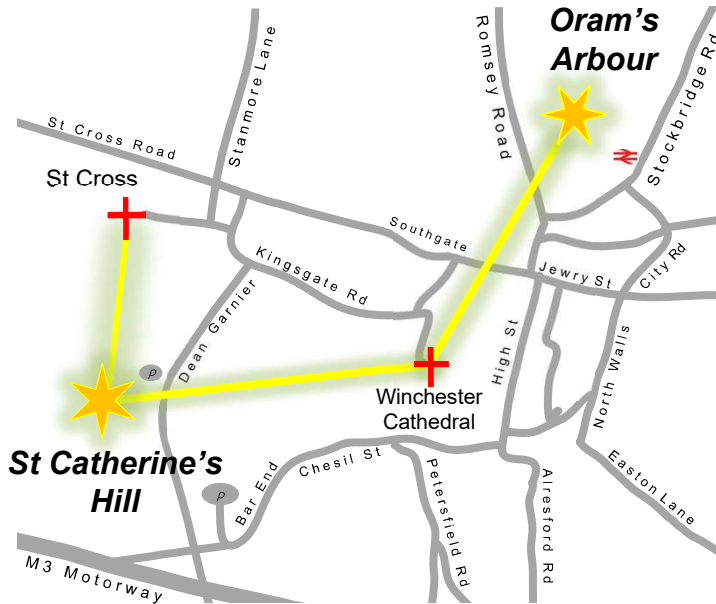 Oram's
Arbour
Romsey Road
Stockbridge Rd
Stanmore Lane
St Cross Road
St Cross
Southgate
Kingsgate Rd
Jewry St
City Rd
Dean Garnier
High St
North Walls
p
Winchester
Cathedral
St Catherine's
Hill
Chesil St
Bar End
p
Petersfield Rd
Alresford Rd
Easton Lane
M3 Motorway